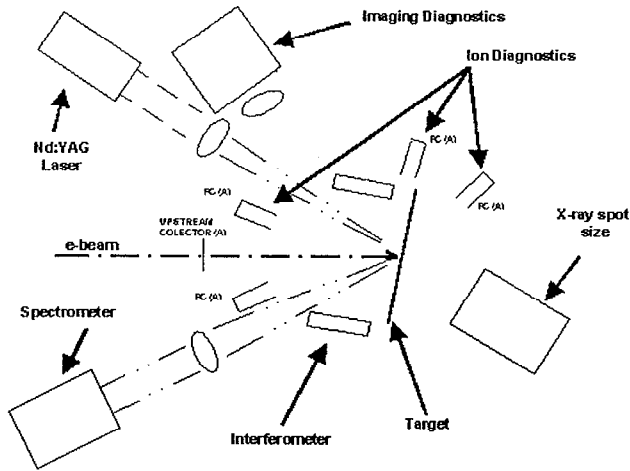 Imaging Diagnostics
Ion Diagnostics
Nd:YAG
Laser
FC (A)
FC (A)
FC (A)
UPSTREAM
COLECTOR (A)
X-ray spot
size
e-beam
FC (A)
Spectrometer
Target
Interferometer